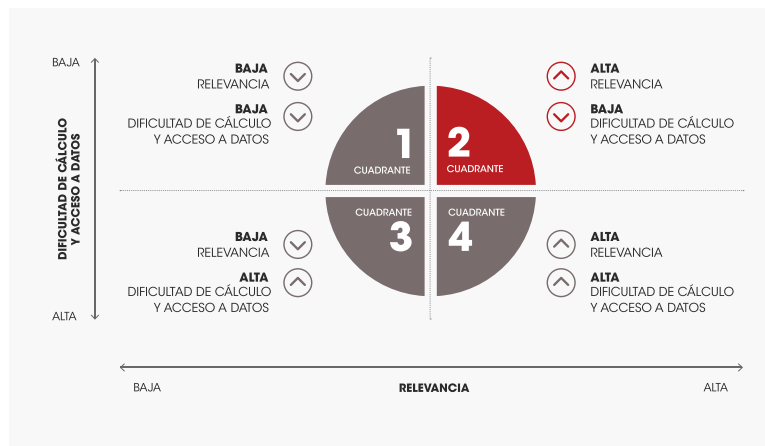 BAJA
DIFICULTAD DE CÁLCULO
Y ACCESO A DATOS
ALTA
BAJA
RELEVANCIA
BAJA
DIFICULTAD DE CÁLCULO
Y ACCESO A DATOS
1
CUADRANTE
2
CUADRANTE
ALTA
RELEVANCIA
BAJA
DIFICULTAD DE CÁLCULO
Y ACCESO A DATOS
BAJA
RELEVANCIA
ALTA
DIFICULTAD DE CÁLCULO
Y ACCESO A DATOS
CUADRANTE
3
CUADRANTE
4
ALTA
RELEVANCIA
ALTA
DIFICULTAD DE CÁLCULO
Y ACCESO A DATOS
BAJA
RELEVANCIA
ALTA